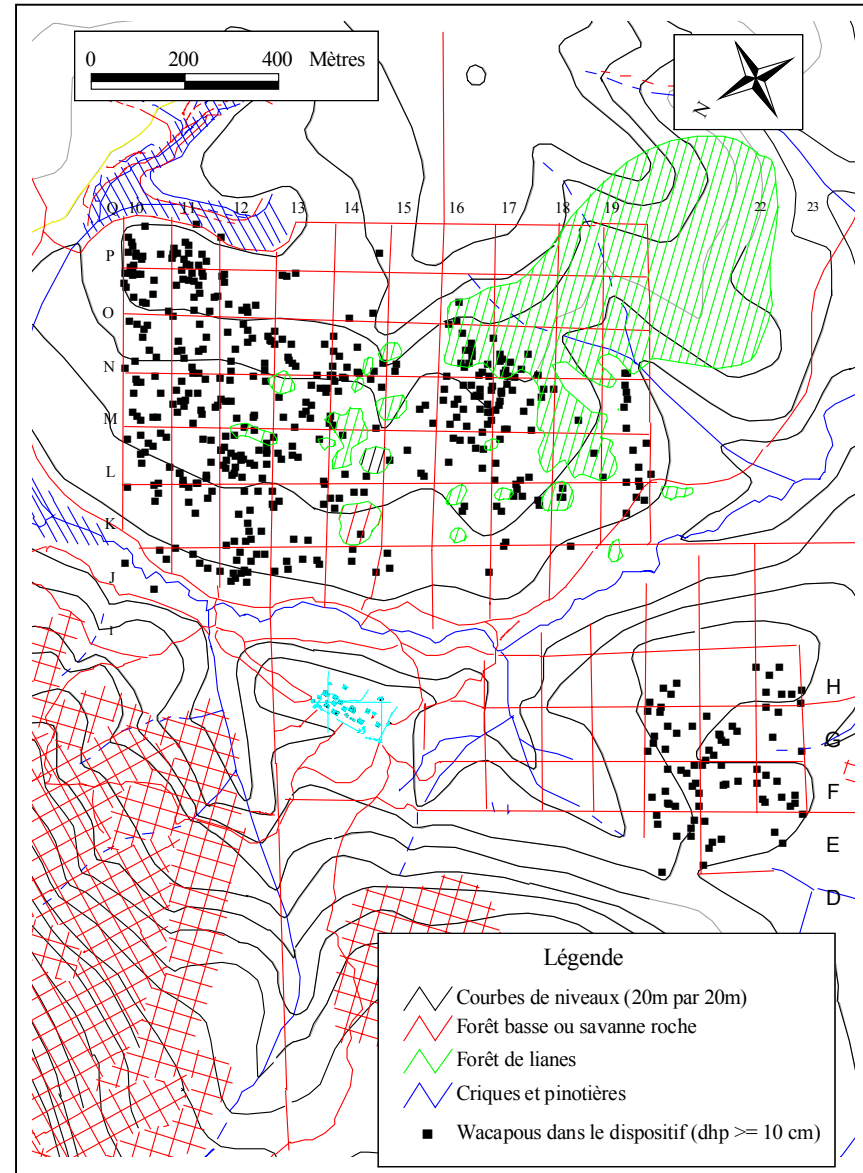 0 200 400 Mètres
N
Q 10 11 12 13 14 15 16 17 18 19 22 23
P
O
N
M
L
K
J
I
H
G
F
E
D
Légende
Courbes de niveaux (20m par 20m)
Forêt basse ou savanne roche
Forêt de lianes
Criques et pinotières
Wacapous dans le dispositif (dhp >= 10 cm)